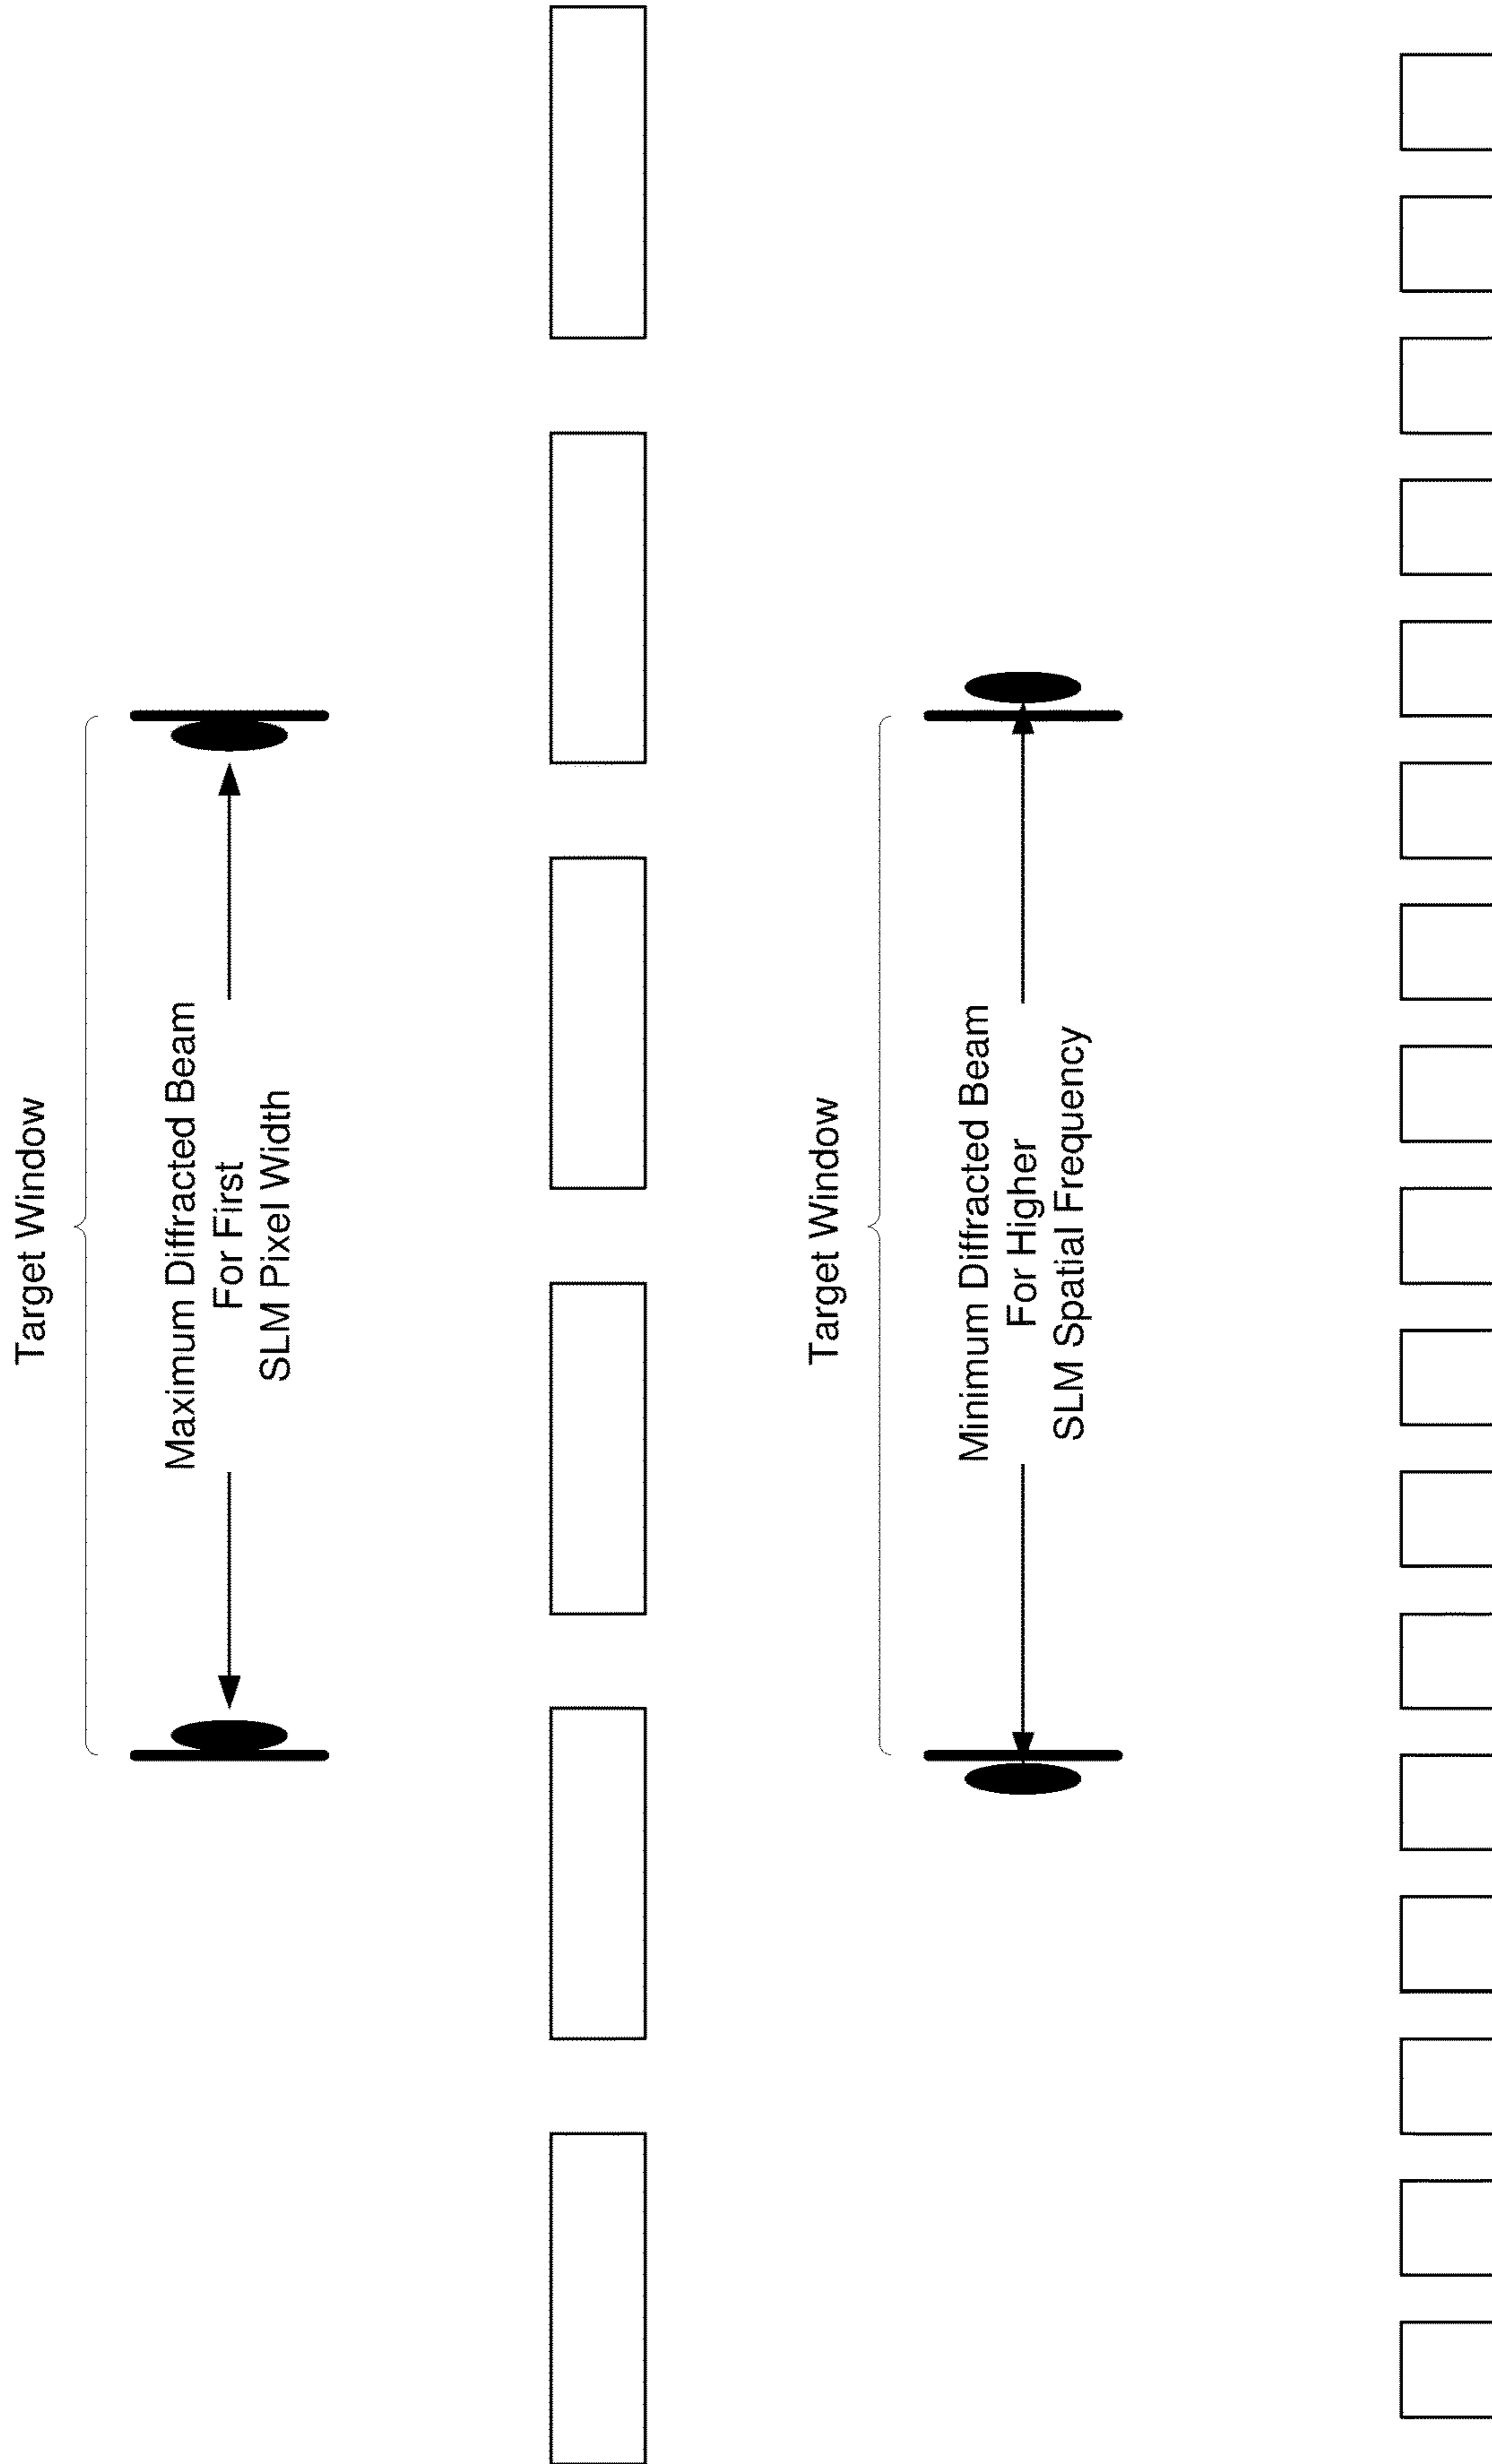 Target Window
Maximum Diffracted Beam
For First
SLM Pixel Width
Target Window
Minimum Diffracted Beam
For Higher
SLM Spatial Frequency